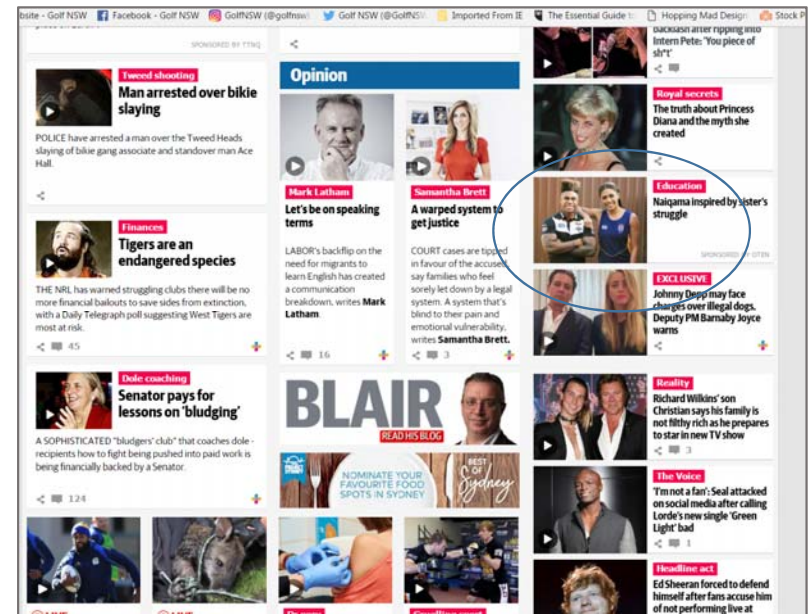 bsite - Golf NSW
Facebook - Golf NSW
GolfNSW (@golfnsw)
Golf NSW (@GolfNS
Imported From IE
The Essential Guide to
Hopping Mad Design
Stock P
SPONSORED BY TTNQ
Tweed shooting
Man arrested over bikie
slaying
POLICE have arrested a man over the Tweed Heads
slaying of bikie gang associate and standover man Ace
Hall.
Finances
Tigers are an
endangered species
THE NRL has warned struggling clubs there will be no
more financial bailouts to save sides from extinction,
with a Daily Telegraph poll suggesting West Tigers are
most at risk.
45
Dole coaching
Senator pays for
lessons on 'bludging'
A SOPHISTICATED "bludgers' club" that coaches dole -
recipients how to fight being pushed into paid work is
being financially backed by a Senator.
124
LIVE
LIVE
Opinion
Mark Latham
Let's be on speaking
terms
LABOR's backflip on the
need for migrants to
learn English has created
a communication
breakdown, writes Mark
Latham.
16
Samantha Brett
A warped system to
get justice
COURT cases are tipped
in favour of the accused,
say families who feel
sorely let down by a legal
system. A system that's
blind to their pain and
emotional vulnerability,
writes Samantha Brett.
3
BLAIR
READ HIS BLOG
NOMINATE YOUR
FAVOURITE FOOD
SPOTS IN SYDNEY
BEST
OF
Sydney
backlash after ripping into
Intern Pete: 'You piece of
sh*t'
Royal secrets
The truth about Princess
Diana and the myth she
created
Education
Naiqama inspired by sister's
struggle
SPONSORED BY OTEN
EXCLUSIVE
Johnny Depp may face
charges over illegal dogs,
Deputy PM Barnaby Joyce
warns
Reality
Richard Wilkins' son
Christian says his family is
not filthy rich as he prepares
to star in new TV show
3
The Voice
'I'm not a fan': Seal attacked
on social media after calling
Lorde's new single 'Green
Light' bad
1
Headline act
Ed Sheeran forced to defend
himself after fans accuse him
of not performing live at